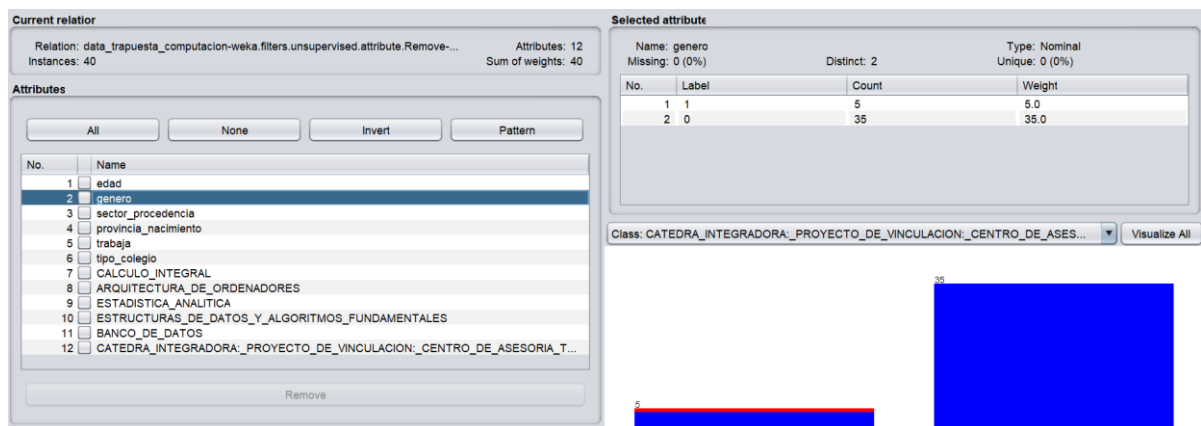 Current relatior
Relation: data_trapuesta_computacion-weka.filters.unsupervised.attribute.Remove-...
Attributes: 12
Instances: 40
Sum of weights: 40
Attributes
All
None
Invert
Pattern
No.
Name
1 edad
2 genero
3 sector_procedencia
4 provincia_nacimiento
5 trabaja
6 tipo_colegio
7 CALCULO_INTEGRAL
8 ARQUITECTURA_DE_ORDENADORES
9 ESTADISTICA_ANALITICA
10 ESTRUCTURAS_DE_DATOS_Y_ALGORITMOS_FUNDAMENTALES
11 BANCO_DE_DATOS
12 CATEDRA_INTEGRADORA:_PROYECTO_DE_VINCULACION:_CENTRO_DE_ASESORIA_T...
Remove
Selected attribute
Name: genero
Type: Nominal
Missing: 0 (0%)
Distinct: 2
Unique: 0 (0%)
No. Label Count Weight
1 1 5 5.0
2 0 35 35.0
Class: CATEDRA_INTEGRADORA:_PROYECTO_DE_VINCULACION:_CENTRO_DE_ASES...
Visualize All
35
5